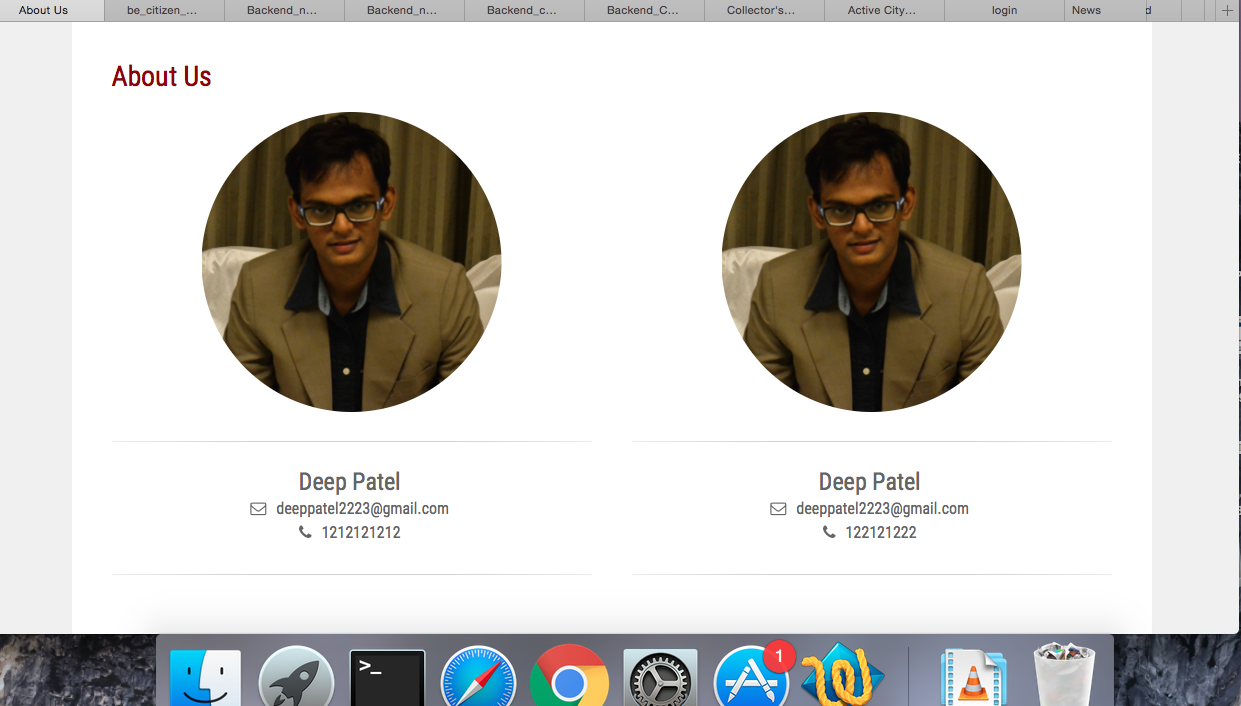 About Us
be_citizen_...
Backend_n...
Backend_n...
Backend_c...
Backend_C...
Collector's...
Active City...
login
News
d
About Us
Deep Patel
deeppatel2223@gmail.com
1212121212
Deep Patel
deeppatel2223@gmail.com
122121222
>_
1